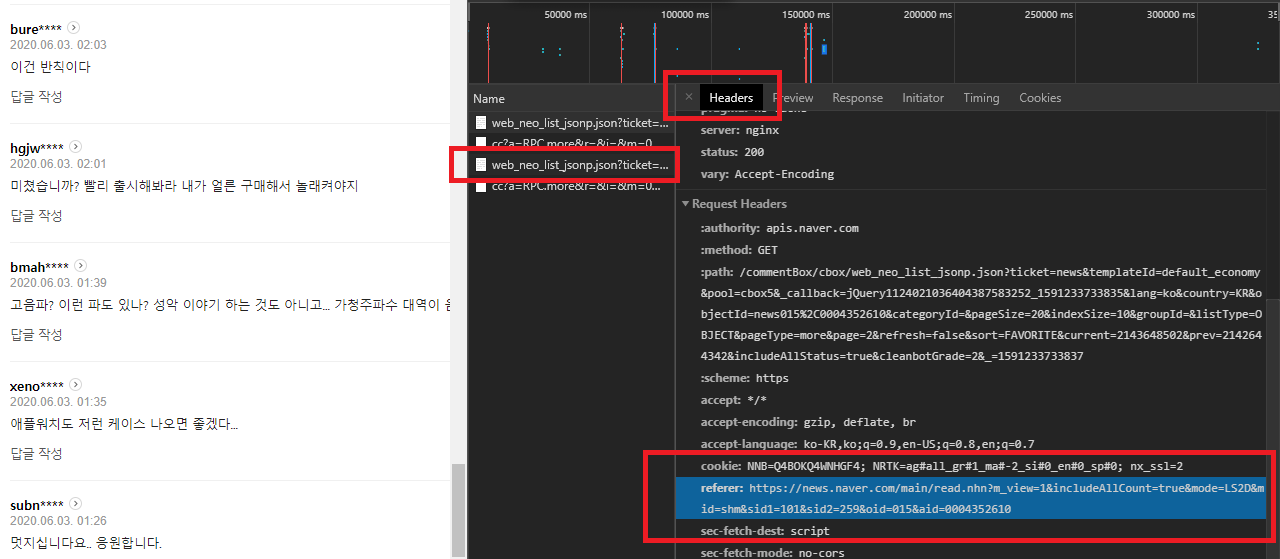 bure****
2020.06.03. 02:03
이건 반칙이다
답글 작성
hgjw****
2020.06.03. 02:01
미쳤습니까? 빨리 출시해봐라 내가 얼른 구매해서 놀래켜야지
답글 작성
bmah****
2020.06.03. 01:39
고음파? 이런 파도 있나? 성악 이야기 하는 것도 아니고... 가청주파수 대역이
답글 작성
xeno****
2020.06.03. 01:35
애플워치도 저런 케이스 나오면 좋겠다...
답글 작성
subn****
2020.06.03. 01:26
멋지십니다요.. 응원합니다.
50000 ms 100000 ms 150000 ms 200000 ms 250000 ms 300000 ms
Name
web_neo_list_jsonp.json?ticket=...
cc?a=RPC.more&r=&i=&m=0...
web_neo_list_jsonp.json?ticket=...
cc?a=RPC.more&r=&i=&m=0...
× Headers Preview Response Initiator Timing Cookies
server: nginx
status: 200
vary: Accept-Encoding
Request Headers
:authority: apis.naver.com
:method: GET
:path: /commentBox/cbox/web_neo_list_jsonp.json?ticket=news&templateId=default_economy
&pool=cbox5&_callback=jQuery1124021036404387583252_1591233733835&lang=ko&country=KR&o
bjectId=news015%2C0004352610&categoryId=&pageSize=20&indexSize=10&groupId=&listType=O
BJECT&pageType=more&page=2&refresh=false&sort=FAVORITE&current=2143648502&prev=214264
4342&includeAllStatus=true&cleanbotGrade=2&_=1591233733837
:scheme: https
accept: */*
accept-encoding: gzip, deflate, br
accept-language: ko-KR,ko;q=0.9,en-US;q=0.8,en;q=0.7
cookie: NNB=Q4BOKQ4WNHGF4; NRTK=ag#all_gr#1_ma#-2_si#0_en#0_sp#0; nx_ssl=2
referer: https://news.naver.com/main/read.nhn?m_view=1&includeAllCount=true&mode=LS2D&m
id=shm&sid1=101&sid2=259&oid=015&aid=0004352610
sec-fetch-dest: script
sec-fetch-mode: no-cors